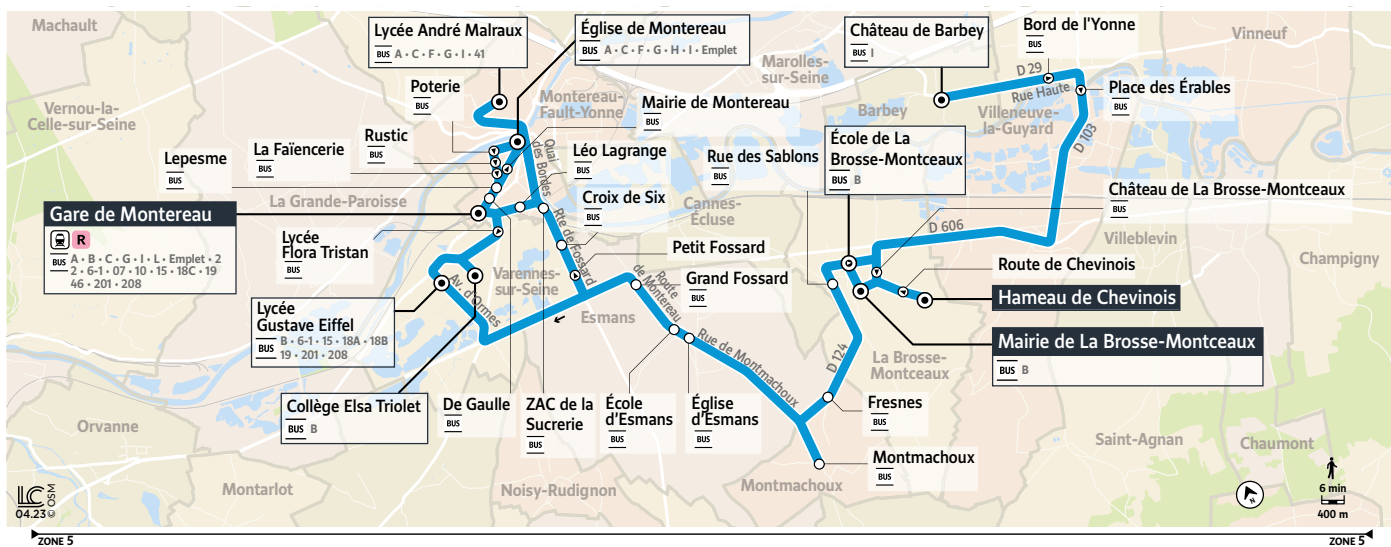 Machault
Vernou-la-
Celle-sur-Seine
Lycée André Malraux
BUS A • C • F • G • I • 41
Église de Montereau
BUS A • C • F • G • H • I • Emplet
Marolles-
sur-Seine
Château de Barbey
BUS I
Bord de l'Yonne
BUS
Vinneuf
D 29
Rue Haute
Place des Érables
BUS
Poterie
BUS
Montereau-
Fault-Yonne
Mairie de Montereau
BUS
Barbey
Villeneuve-
la-Guyard
D 103
Rustic
BUS
La Faïencerie
BUS
Lepesme
BUS
Quai
des Bordes
Léo Lagrange
BUS
Rue des Sablons
BUS
École de La
Brosse-Montceaux
BUS B
La Grande-Paroisse
Croix de Six
BUS
Cannes-
Écluse
Château de La Brosse-Montceaux
BUS
Gare de Montereau
R
BUS A • B • C • G • I • L • Emplet • 2
2 • 6-1 • 07 • 10 • 15 • 18C • 19
46 • 201 • 208
Lycée
Flora Tristan
BUS
Rte de Fossard
Petit Fossard
D 606
Villeblevin
Champigny
Varennes-
sur-Seine
Route
de Montereau
Grand Fossard
BUS
Route de Chevinois
BUS
Av. d'Ormes
Hameau de Chevinois
Lycée
Gustave Eiffel
BUS B • 6-1 • 15 • 18A • 18B
19 • 201 • 208
Esmans
Rue de Montmachoux
D 124
La Brosse-
Montceaux
Mairie de La Brosse-Montceaux
BUS B
Collège Elsa Triolet
BUS B
De Gaulle
BUS
ZAC de la
Sucrerie
BUS
École
d'Esmans
BUS
Église
d'Esmans
BUS
Fresnes
BUS
Orvanne
Montmachoux
BUS
Saint-Agnan
Chaumont
Montarlot
Noisy-Rudignon
Montmachoux
LC
04.23 © OSM
N
6 min
400 m
ZONE 5
ZONE 5